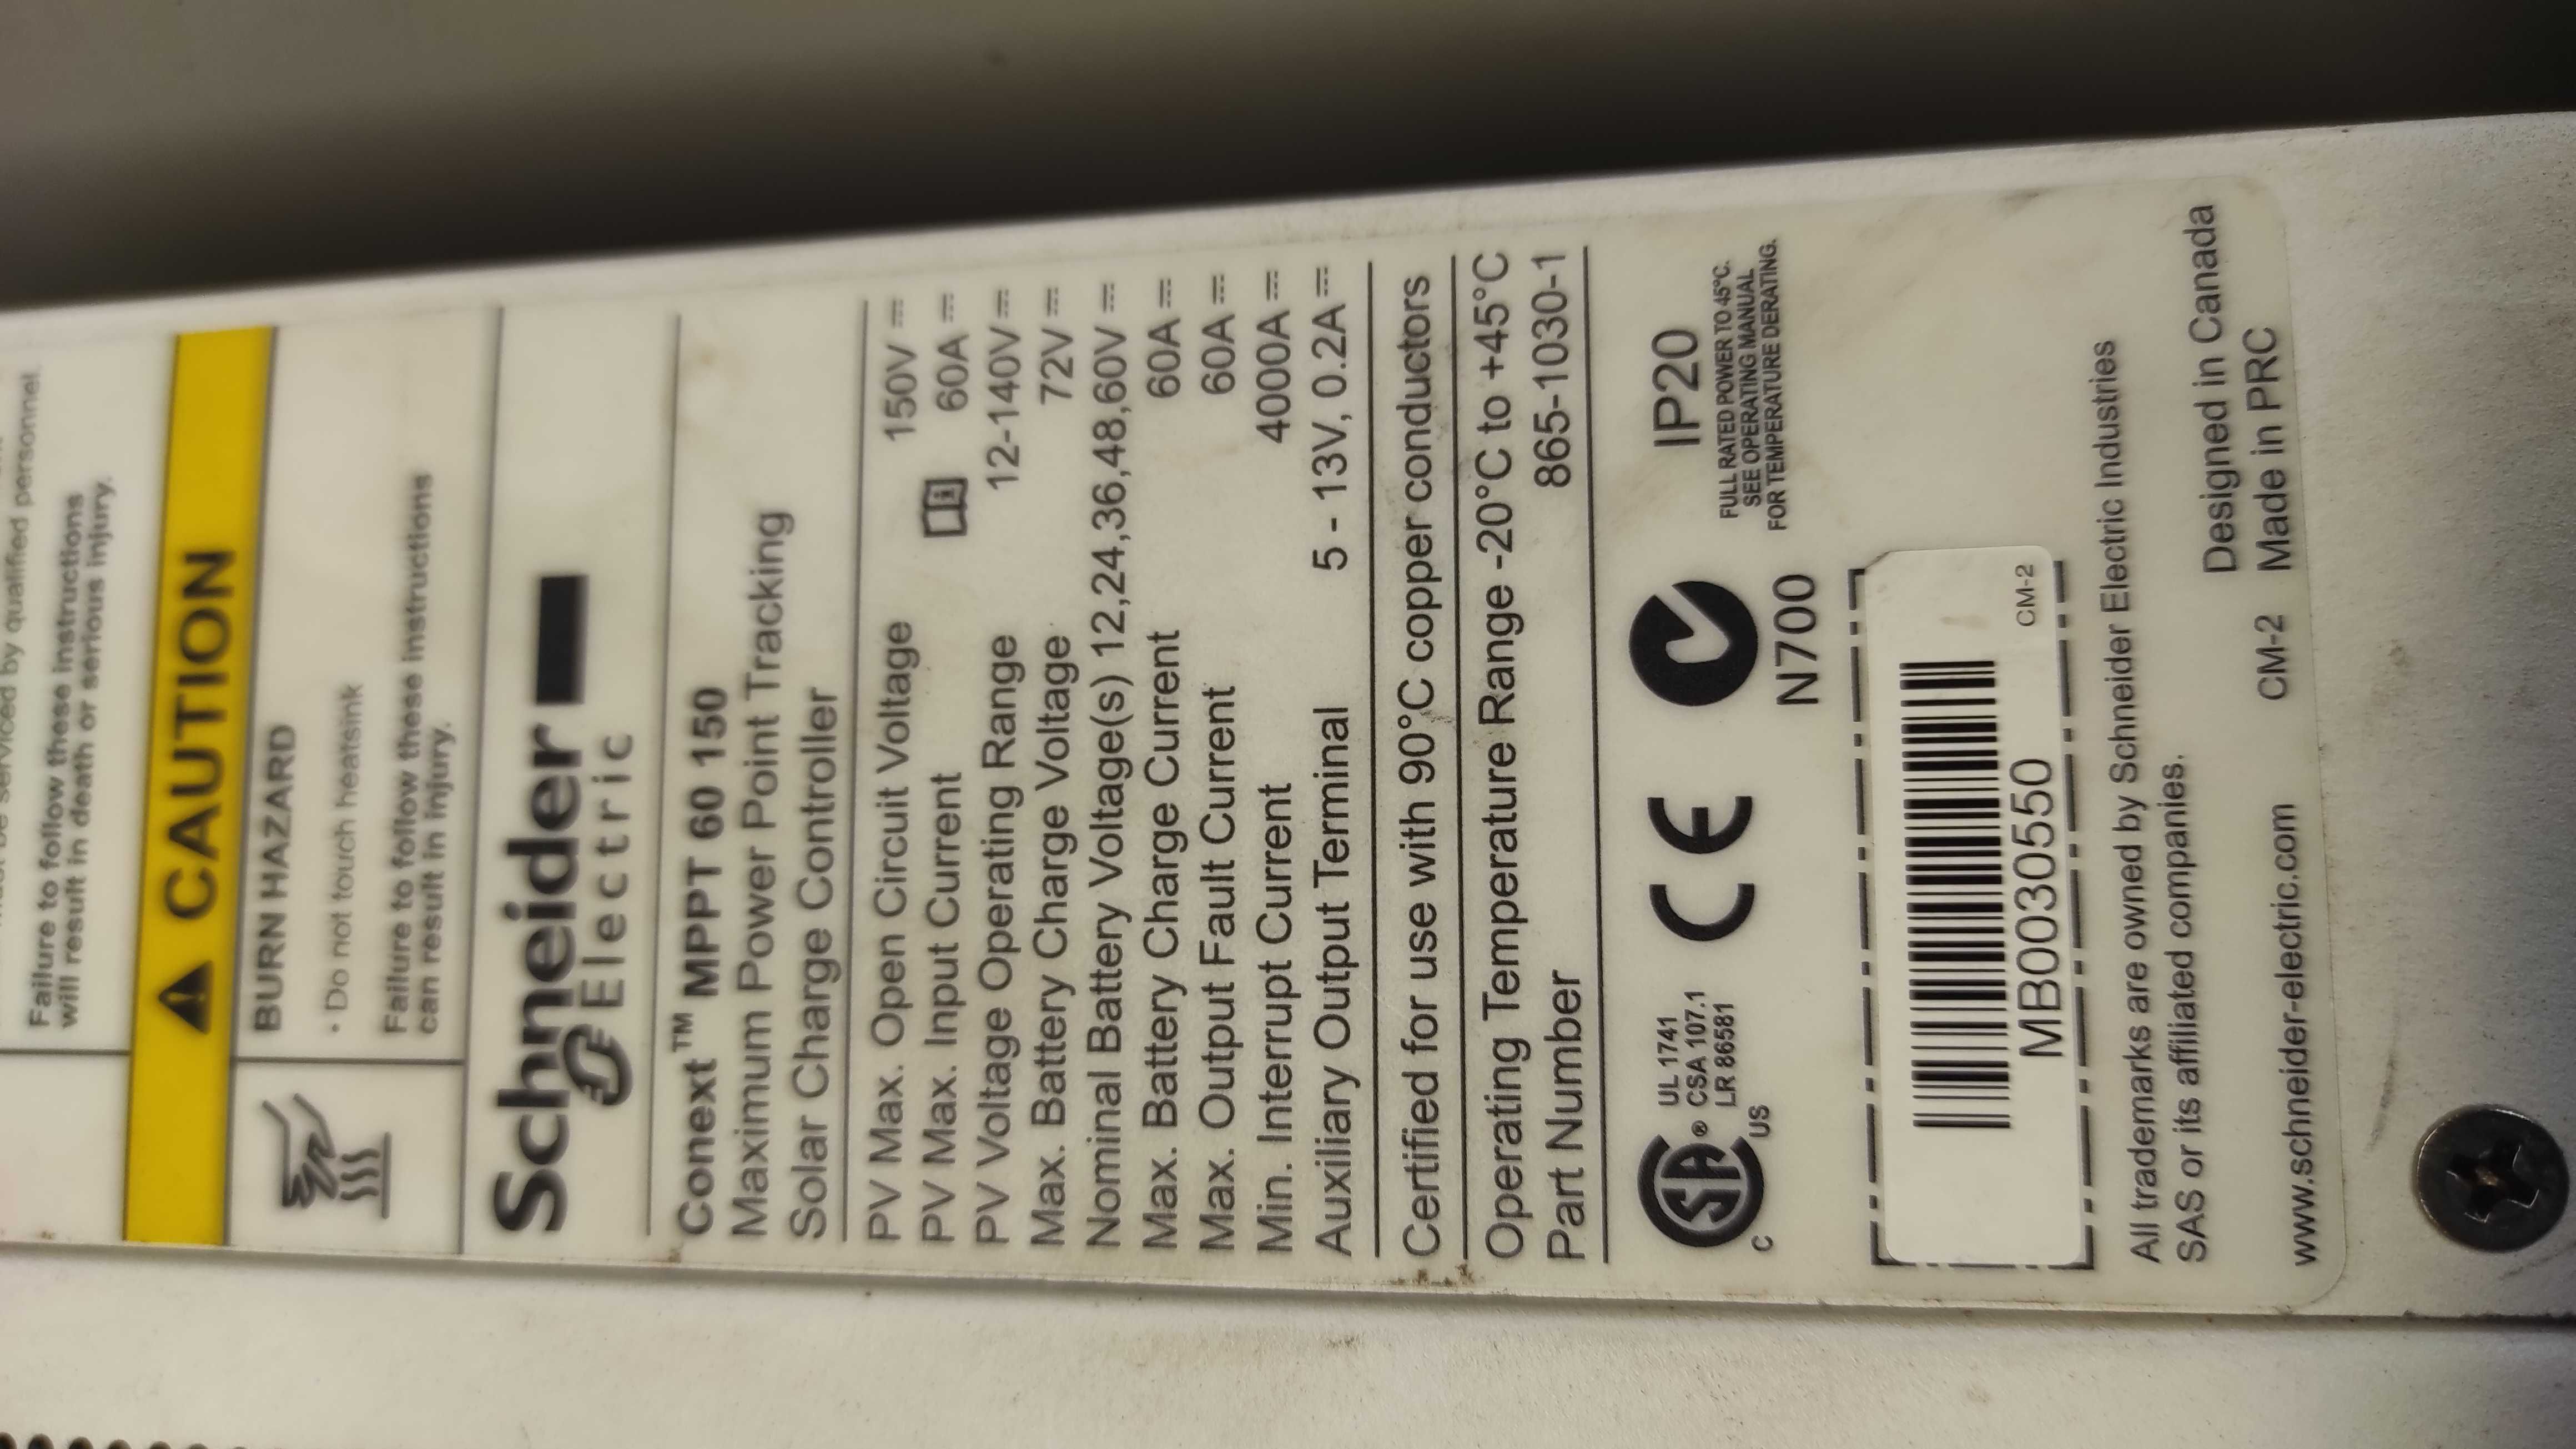 be serviced by qualified personnel.
Failure to follow these instructions
will result in death or serious injury.
CAUTION
BURN HAZARD
• Do not touch heatsink
Failure to follow these instructions
can result in injury.
Schneider
Electric
Conext™ MPPT 60 150
Maximum Power Point Tracking
Solar Charge Controller
PV Max. Open Circuit Voltage 150V ⎓
PV Max. Input Current 60A ⎓
PV Voltage Operating Range 12-140V ⎓
Max. Battery Charge Voltage 72V ⎓
Nominal Battery Voltage(s) 12,24,36,48,60V ⎓
Max. Battery Charge Current 60A ⎓
Max. Output Fault Current 60A ⎓
Min. Interrupt Current 4000A ⎓
Auxiliary Output Terminal 5 - 13V, 0.2A ⎓
Certified for use with 90°C copper conductors
Operating Temperature Range -20°C to +45°C
Part Number 865-1030-1
C SA ® US
UL 1741
CSA 107.1
LR 86581
CE
N700
IP20
FULL RATED POWER TO 45°C.
SEE OPERATING MANUAL
FOR TEMPERATURE DERATING.
MB0030550
CM-2
All trademarks are owned by Schneider Electric Industries
SAS or its affiliated companies.
Designed in Canada
www.schneider-electric.com CM-2 Made in PRC